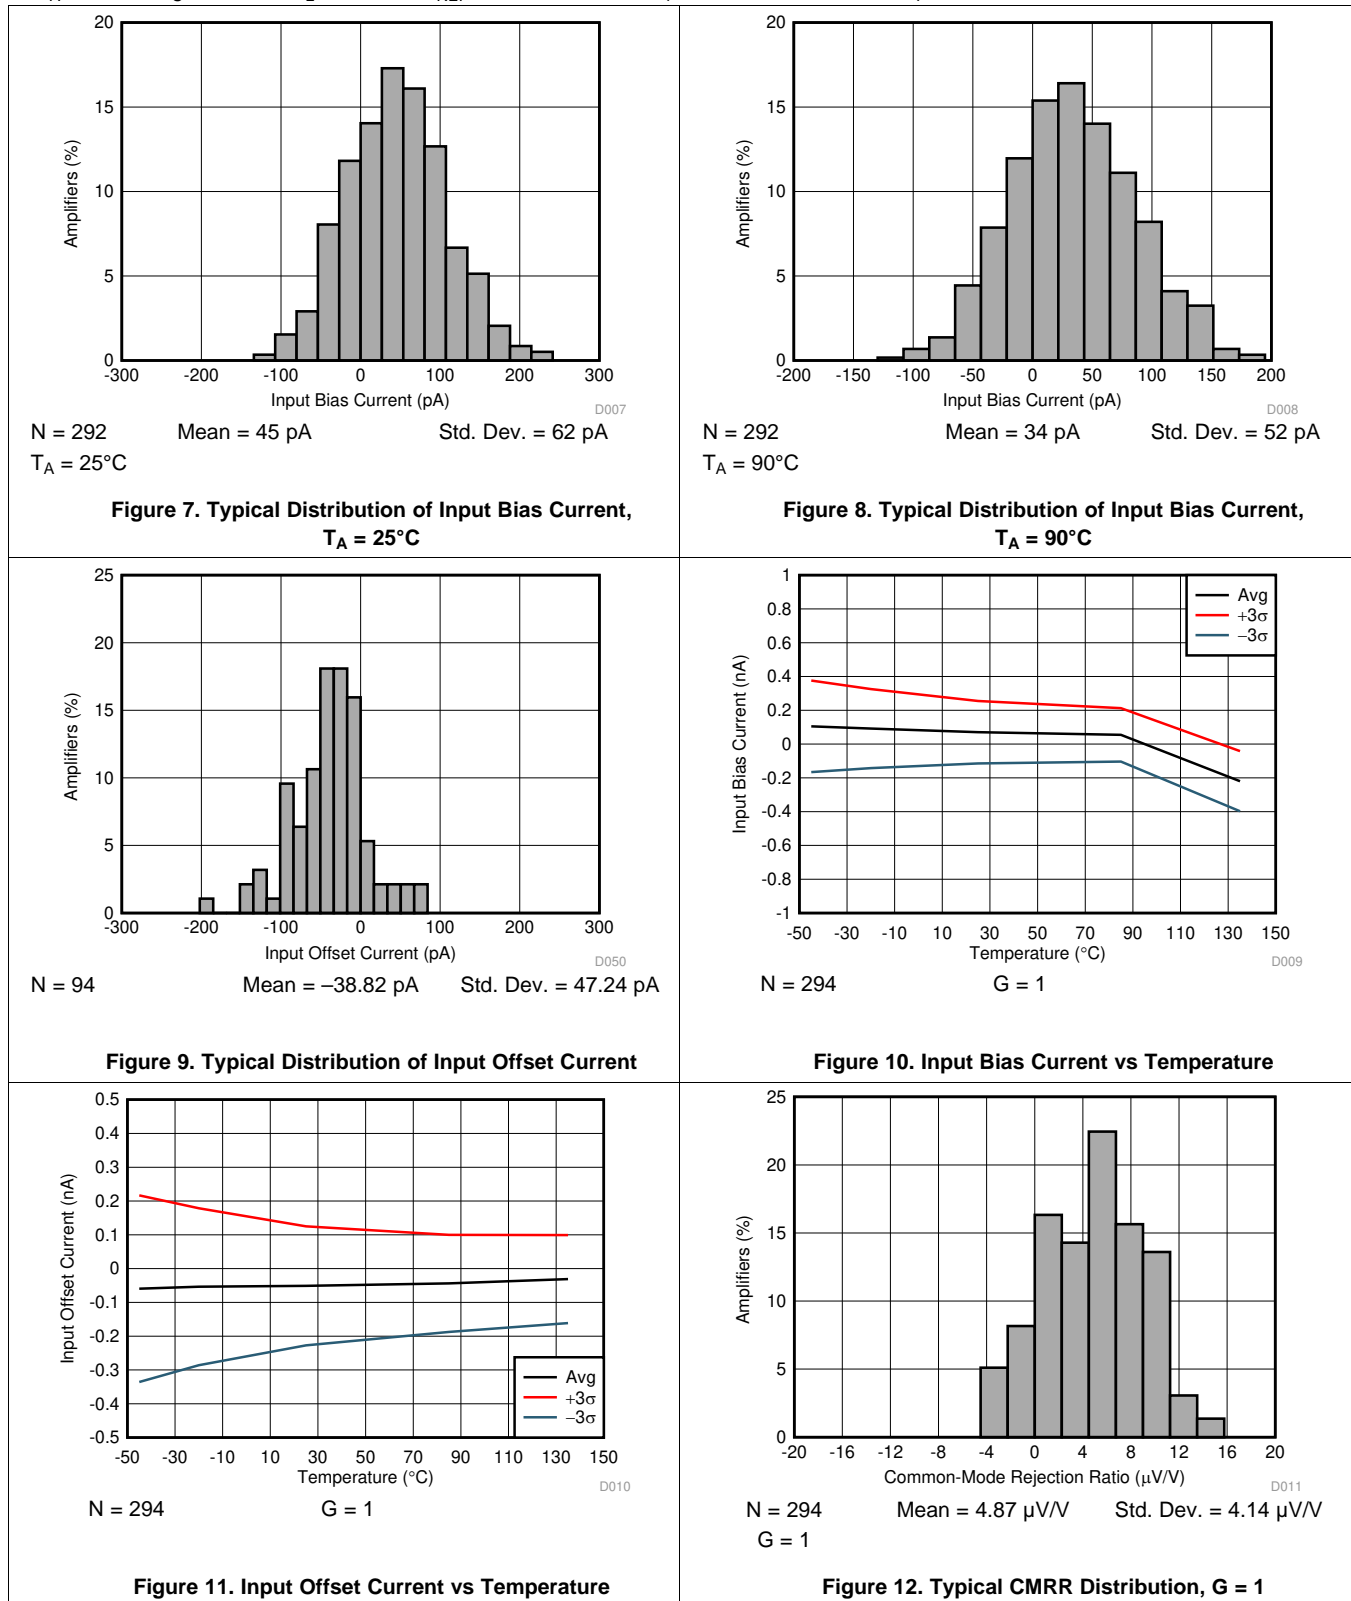 20
15
10
5
0
Amplifiers (%)
-300 -200 -100 0 100 200 300
Input Bias Current (pA)
D007
N = 292 Mean = 45 pA Std. Dev. = 62 pA
TA = 25°C
Figure 7. Typical Distribution of Input Bias Current,
TA = 25°C
20
15
10
5
0
Amplifiers (%)
-200 -150 -100 -50 0 50 100 150 200
Input Bias Current (pA)
D008
N = 292 Mean = 34 pA Std. Dev. = 52 pA
TA = 90°C
Figure 8. Typical Distribution of Input Bias Current,
TA = 90°C
25
20
15
10
5
0
Amplifiers (%)
-300 -200 -100 0 100 200 300
Input Offset Current (pA)
D050
N = 94 Mean = –38.82 pA Std. Dev. = 47.24 pA
Figure 9. Typical Distribution of Input Offset Current
1
0.8
0.6
0.4
0.2
0
-0.2
-0.4
-0.6
-0.8
-1
Input Bias Current (nA)
Avg
+3σ
–3σ
-50 -30 -10 10 30 50 70 90 110 130 150
Temperature (°C)
D009
N = 294 G = 1
Figure 10. Input Bias Current vs Temperature
0.5
0.4
0.3
0.2
0.1
0
-0.1
-0.2
-0.3
-0.4
-0.5
Input Offset Current (nA)
Avg
+3σ
–3σ
-50 -30 -10 10 30 50 70 90 110 130 150
Temperature (°C)
D010
N = 294 G = 1
Figure 11. Input Offset Current vs Temperature
25
20
15
10
5
0
Amplifiers (%)
-20 -16 -12 -8 -4 0 4 8 12 16 20
Common-Mode Rejection Ratio (μV/V)
D011
N = 294 Mean = 4.87 μV/V Std. Dev. = 4.14 μV/V
G = 1
Figure 12. Typical CMRR Distribution, G = 1